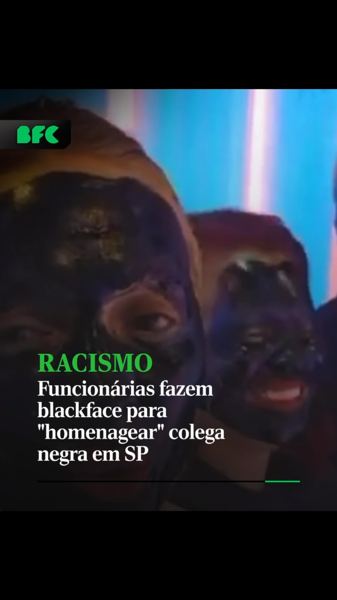 BFC
RACISMO
Funcionárias fazem
blackface para
"homenagear" colega
negra em SP